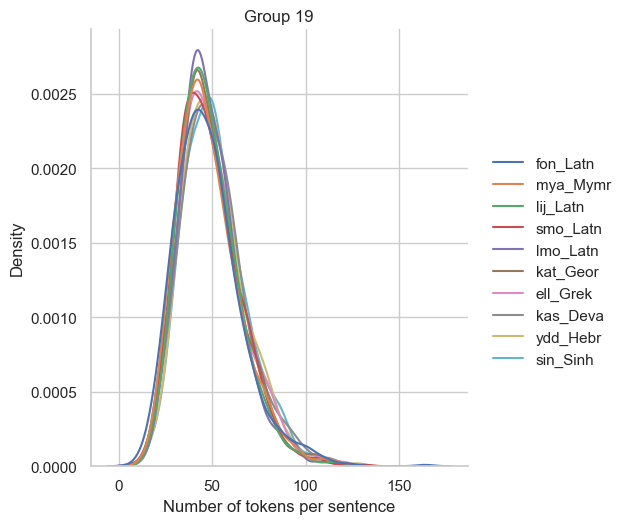 Group 19
Density
0.0025
0.0020
0.0015
0.0010
0.0005
0.0000
0
50
100
150
Number of tokens per sentence
fon_Latn
mya_Mymr
lij_Latn
smo_Latn
lmo_Latn
kat_Geor
ell_Grek
kas_Deva
ydd_Hebr
sin_Sinh